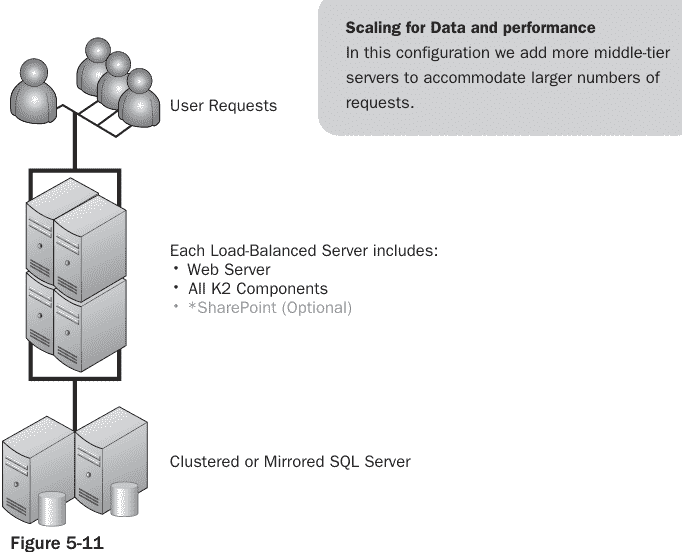 Scaling for Data and performance
In this configuration we add more middle-tier
servers to accommodate larger numbers of
requests.
User Requests
Each Load-Balanced Server includes:
• Web Server
• All K2 Components
• *SharePoint (Optional)
Clustered or Mirrored SQL Server
Figure 5-11